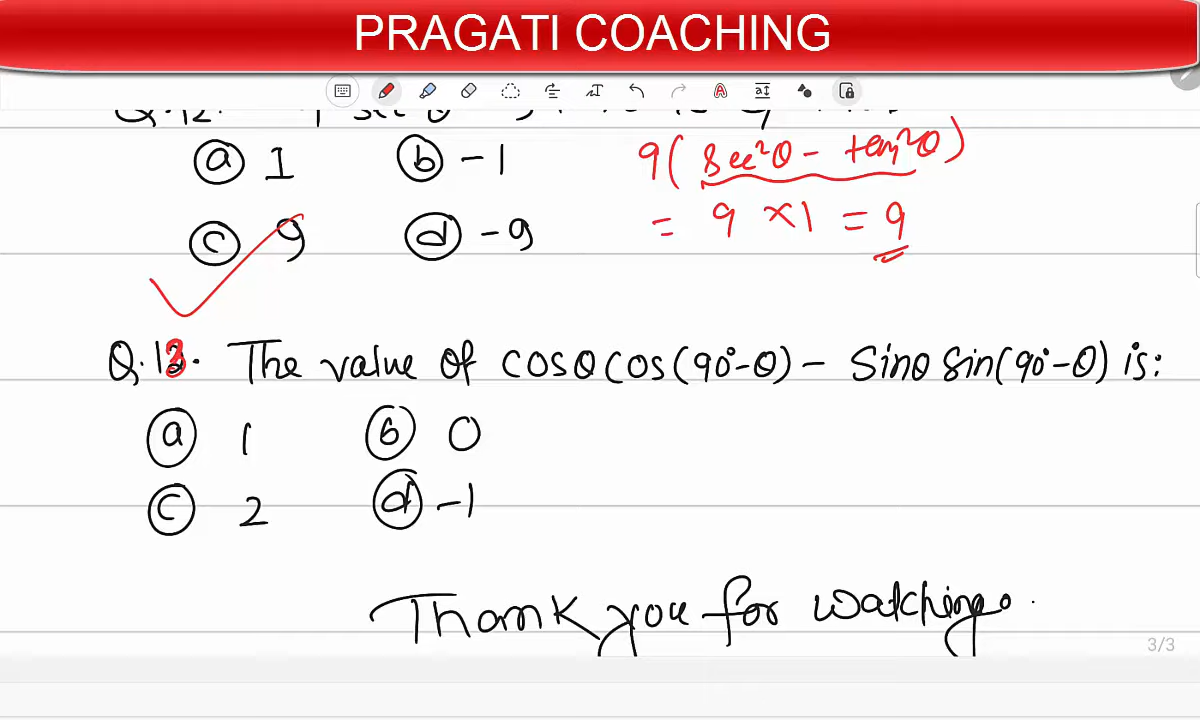 PRAGATI COACHING
ⓐ 1 ⓑ -1 9(sec²θ - tan²θ)
ⓒ 9 ⓓ -9 = 9 ×1 = 9
Q.13. The value of cosθ cos(90°-θ) - Sinθ Sin(90°-θ) is:
ⓐ 1 ⓑ 0
ⓒ 2 ⓓ -1
Thank you for watching.
3/3